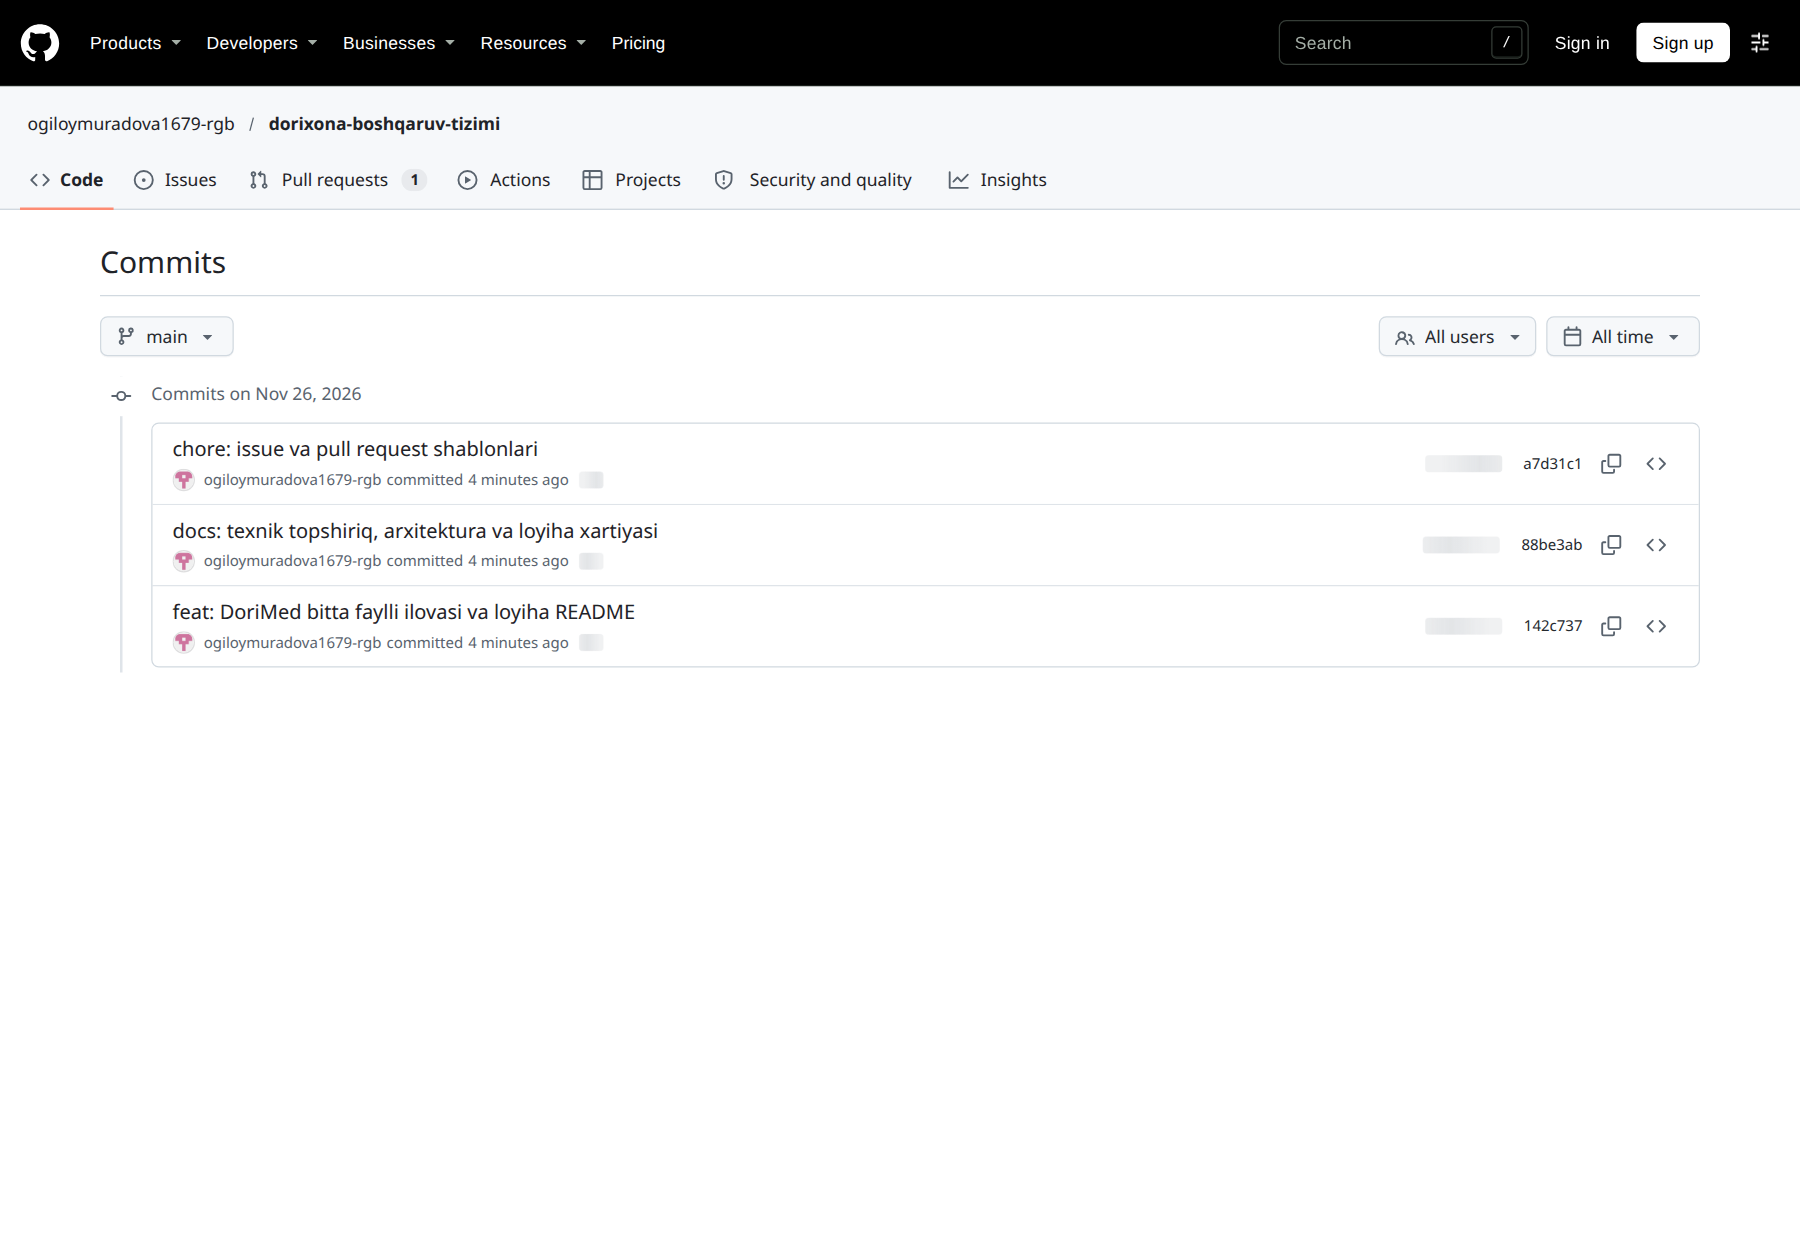 Products Developers Businesses Resources Pricing Search / Sign in Sign up
ogiloymuradova1679-rgb / dorixona-boshqaruv-tizimi
Code Issues Pull requests 1 Actions Projects Security and quality Insights
Commits
main All users All time
Commits on Nov 26, 2026
chore: issue va pull request shablonlari
ogiloymuradova1679-rgb committed 4 minutes ago
a7d31c1
docs: texnik topshiriq, arxitektura va loyiha xartiyasi
ogiloymuradova1679-rgb committed 4 minutes ago
88be3ab
feat: DoriMed bitta faylli ilovasi va loyiha README
ogiloymuradova1679-rgb committed 4 minutes ago
142c737